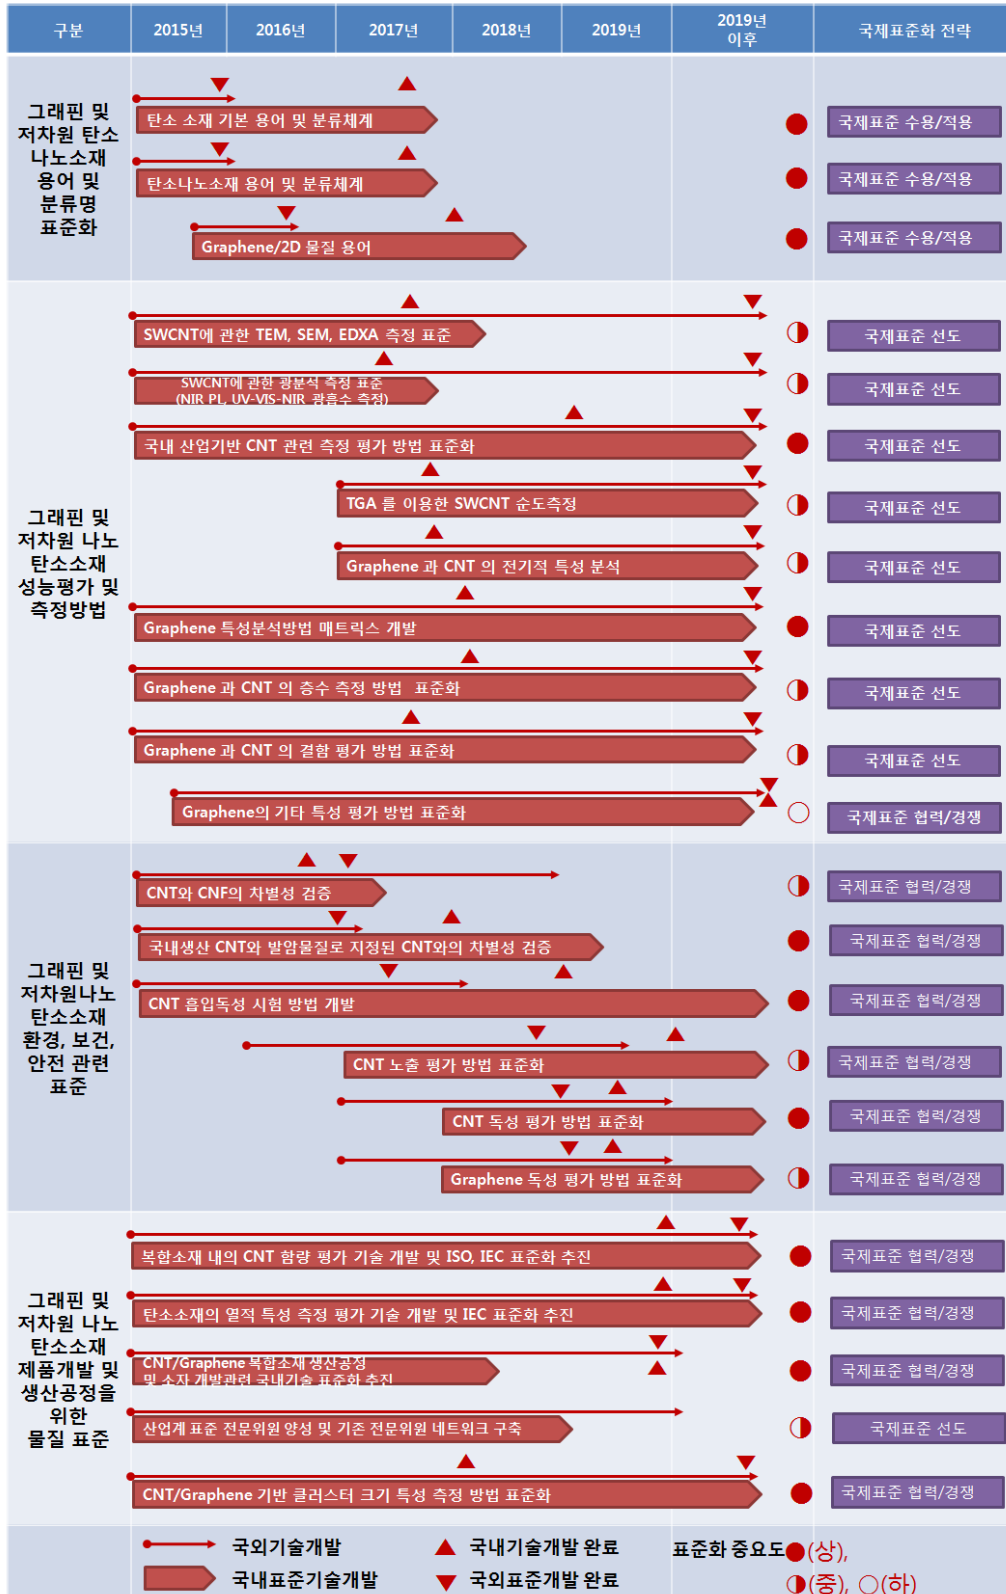 구분 2015년 2016년 2017년 2018년 2019년 2019년 이후 국제표준화 전략
그래핀 및
저차원 탄소
나노소재
용어 및
분류명
표준화
탄소 소재 기본 용어 및 분류체계
국제표준 수용/적용
탄소나노소재 용어 및 분류체계
국제표준 수용/적용
Graphene/2D 물질 용어
국제표준 수용/적용
그래핀 및
저차원 나노
탄소소재
성능평가 및
측정방법
SWCNT에 관한 TEM, SEM, EDXA 측정 표준
국제표준 선도
SWCNT에 관한 광분석 측정 표준
(NIR PL, UV-VIS-NIR 광흡수 측정)
국제표준 선도
국내 산업기반 CNT 관련 측정 평가 방법 표준화
국제표준 선도
TGA 를 이용한 SWCNT 순도측정
국제표준 선도
Graphene 과 CNT 의 전기적 특성 분석
국제표준 선도
Graphene 특성분석방법 매트릭스 개발
국제표준 선도
Graphene 과 CNT 의 층수 측정 방법 표준화
국제표준 선도
Graphene 과 CNT 의 결함 평가 방법 표준화
국제표준 선도
Graphene의 기타 특성 평가 방법 표준화
국제표준 협력/경쟁
그래핀 및
저차원나노
탄소소재
환경, 보건,
안전 관련
표준
CNT와 CNF의 차별성 검증
국제표준 협력/경쟁
국내생산 CNT와 발암물질로 지정된 CNT와의 차별성 검증
국제표준 협력/경쟁
CNT 흡입독성 시험 방법 개발
국제표준 협력/경쟁
CNT 노출 평가 방법 표준화
국제표준 협력/경쟁
CNT 독성 평가 방법 표준화
국제표준 협력/경쟁
Graphene 독성 평가 방법 표준화
국제표준 협력/경쟁
그래핀 및
저차원 나노
탄소소재
제품개발 및
생산공정을
위한
물질 표준
복합소재 내의 CNT 함량 평가 기술 개발 및 ISO, IEC 표준화 추진
국제표준 협력/경쟁
탄소소재의 열적 특성 측정 평가 기술 개발 및 IEC 표준화 추진
국제표준 협력/경쟁
CNT/Graphene 복합소재 생산공정
및 소자 개발관련 국내기술 표준화 추진
국제표준 협력/경쟁
산업계 표준 전문위원 양성 및 기존 전문위원 네트워크 구축
국제표준 선도
CNT/Graphene 기반 클러스터 크기 특성 측정 방법 표준화
국제표준 협력/경쟁
국외기술개발 ▲ 국내기술개발 완료 표준화 중요도 ●(상),
국내표준기술개발 ▼ 국외표준개발 완료 ◑(중), ○(하)